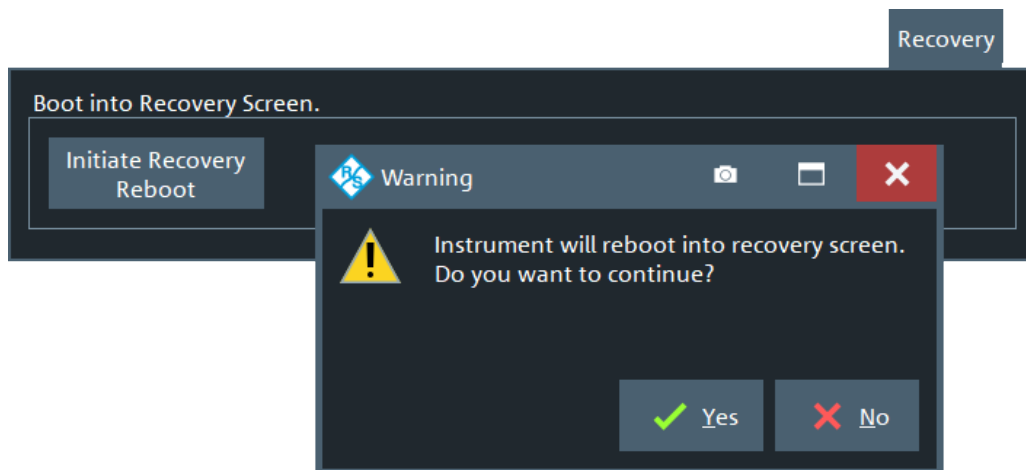 Recovery
Boot into Recovery Screen.
Initiate Recovery
Reboot
R&S Warning
Instrument will reboot into recovery screen.
Do you want to continue?
Yes
No